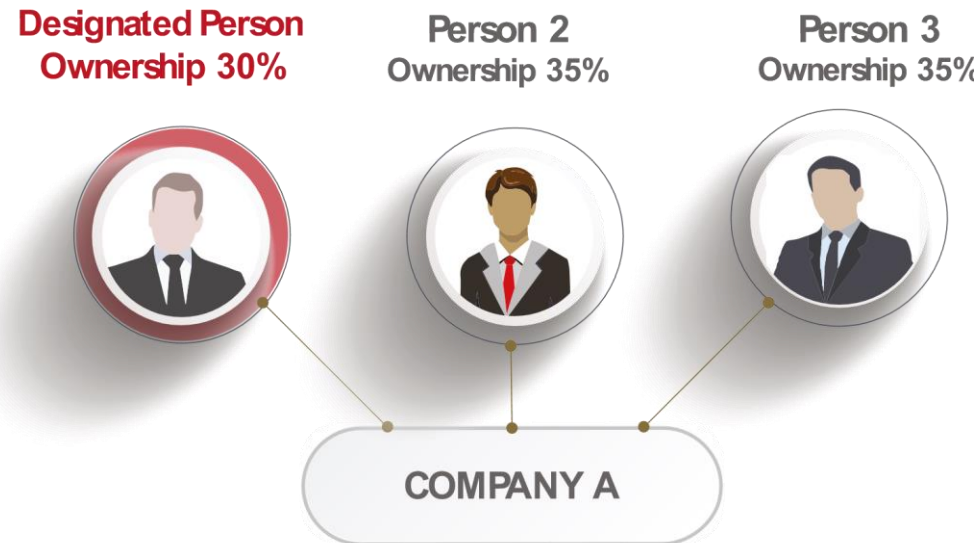 Designated Person
Ownership 30%
Person 2
Ownership 35%
Person 3
Ownership 35%
COMPANY A